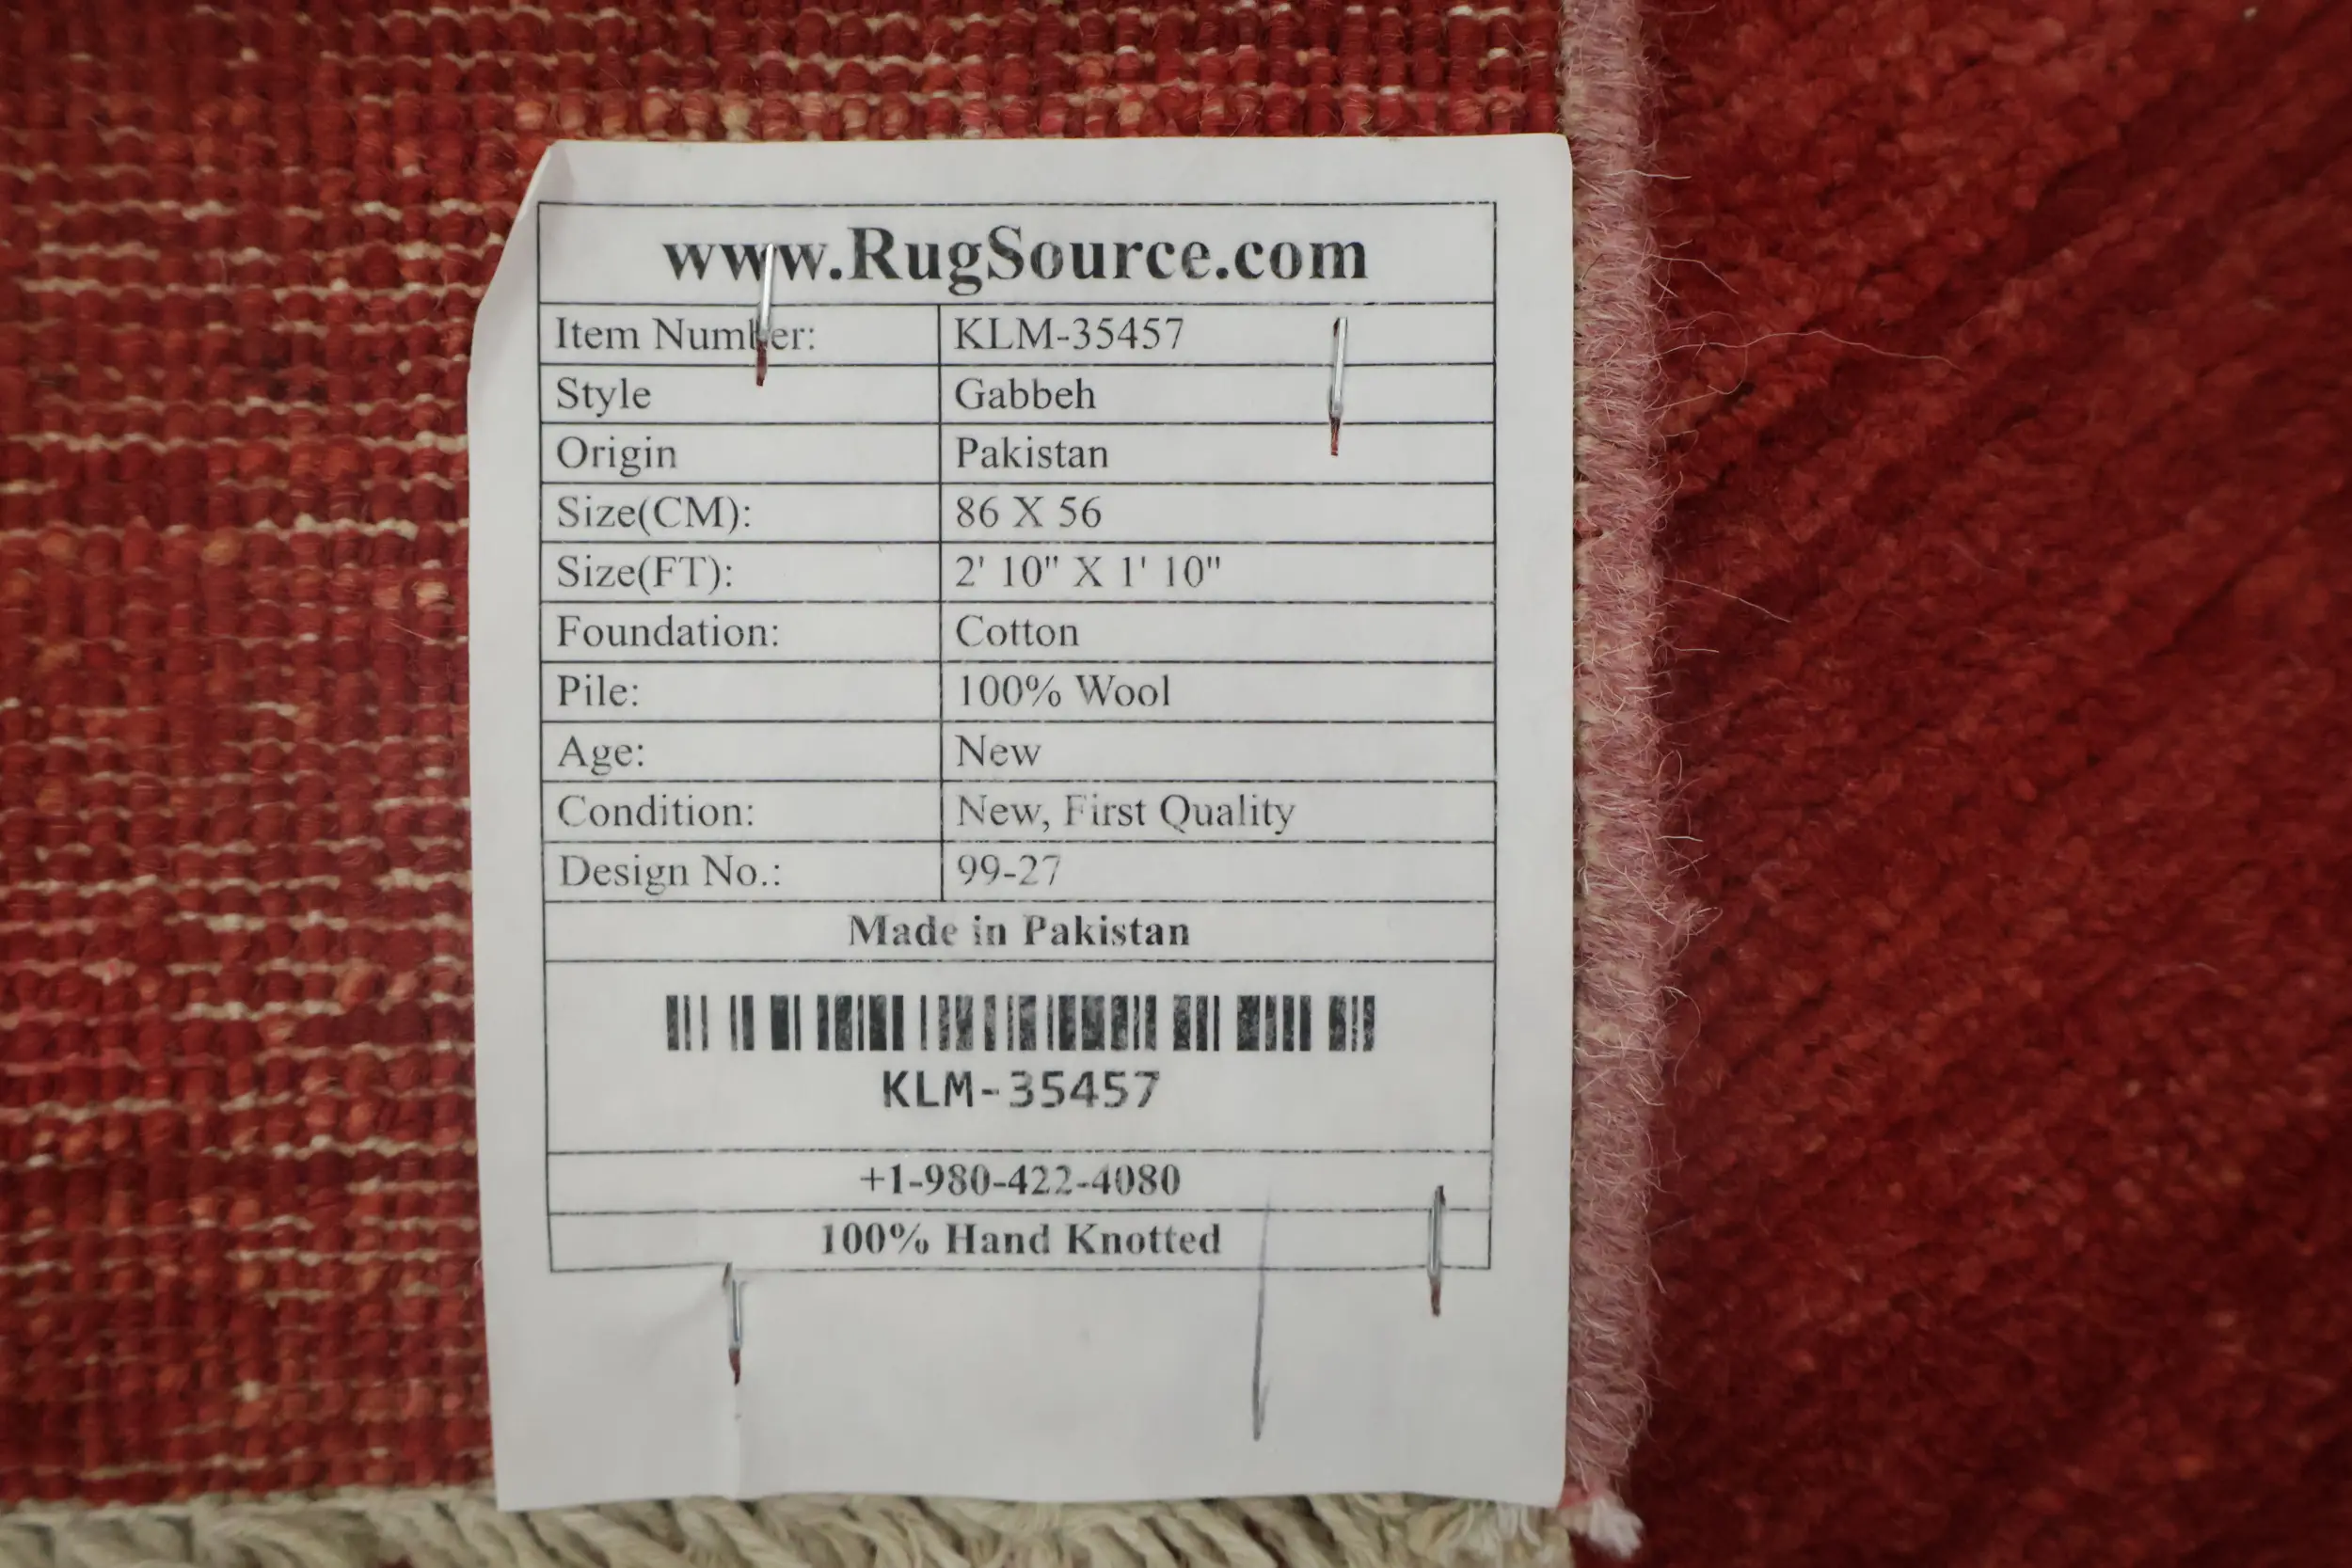 www.RugSource.com
Item Number: KLM-35457
Style Gabbeh
Origin Pakistan
Size(CM): 86 X 56
Size(FT): 2' 10" X 1' 10"
Foundation: Cotton
Pile: 100% Wool
Age: New
Condition: New, First Quality
Design No.: 99-27
Made in Pakistan
KLM-35457
+1-980-422-4080
100% Hand Knotted